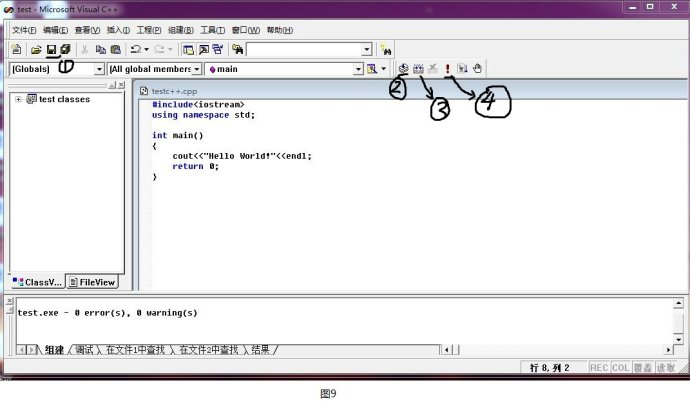 test - Microsoft Visual C++
文件(F) 编辑(E) 查看(V) 插入(I) 工程(P) 组建(B) 工具(T) 窗口(W) 帮助(H)
①
[Globals] [All global members main
② ③ ④
test classes
testc++.cpp
#include<iostream>
using namespace std;
int main()
{
cout<<"Hello World!"<<endl;
return 0;
}
ClassV... FileView
test.exe - 0 error(s), 0 warning(s)
组建 调试 在文件1中查找 在文件2中查找 结果
行 8, 列 2 REC COL 覆盖 读取
图9